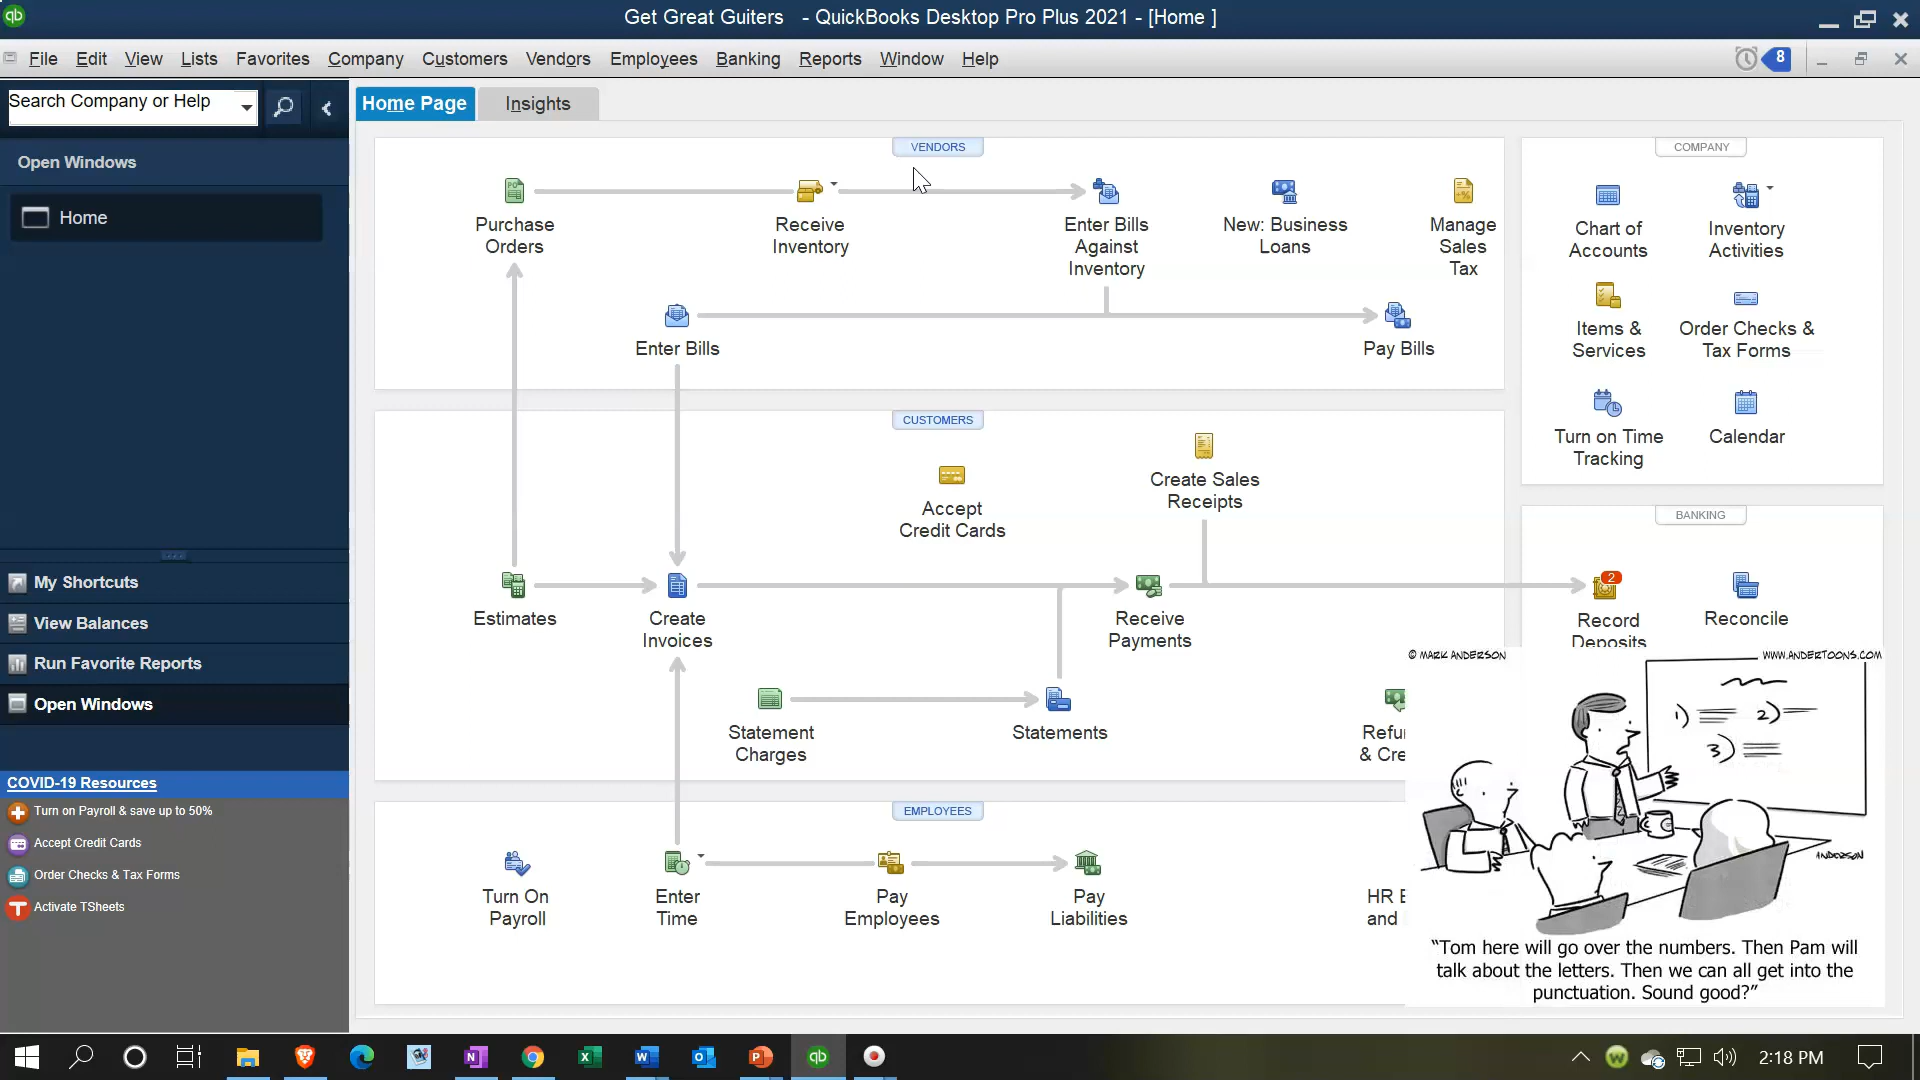 Get Great Guiters - QuickBooks Desktop Pro Plus 2021 - [Home ]
File Edit View Lists Favorites Company Customers Vendors Employees Banking Reports Window Help
8
Search Company or Help
Home Page Insights
Open Windows
Home
My Shortcuts
View Balances
Run Favorite Reports
Open Windows
COVID-19 Resources
Turn on Payroll & save up to 50%
Accept Credit Cards
Order Checks & Tax Forms
Activate TSheets
VENDORS
Purchase
Orders
Receive
Inventory
Enter Bills
Against
Inventory
New: Business
Loans
Manage
Sales
Tax
Enter Bills
Pay Bills
CUSTOMERS
Accept
Credit Cards
Create Sales
Receipts
Estimates
Create
Invoices
Receive
Payments
Statement
Charges
Statements
Refu
& Cre
EMPLOYEES
Turn On
Payroll
Enter
Time
Pay
Employees
Pay
Liabilities
HR
and
COMPANY
Chart of
Accounts
Inventory
Activities
Items &
Services
Order Checks &
Tax Forms
Turn on Time
Tracking
Calendar
BANKING
2
Record
Deposits
Reconcile
© MARK ANDERSON
WWW.ANDERTOONS.COM
1) 2)
3)
ANDERSON
“Tom here will go over the numbers. Then Pam will
talk about the letters. Then we can all get into the
punctuation. Sound good?”
2:18 PM